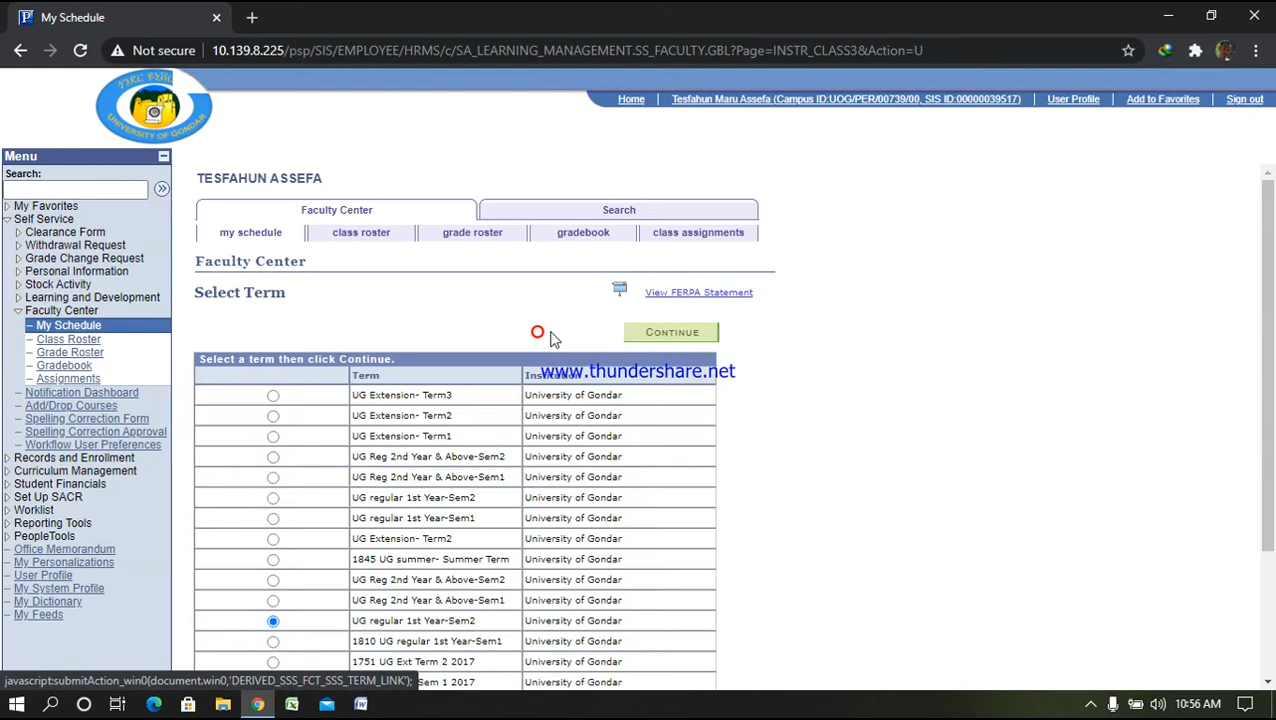 My Schedule
Not secure 10.139.8.225/psp/SIS/EMPLOYEE/HRMS/c/SA_LEARNING_MANAGEMENT.SS_FACULTY.GBL?Page=INSTR_CLASS3&Action=U
UNIVERSITY OF GONDAR
Home Tesfahun Maru Assefa (Campus ID:UOG/PER/00739/00, SIS ID:00000039517) User Profile Add to Favorites Sign out
Menu
Search:
My Favorites
Self Service
Clearance Form
Withdrawal Request
Grade Change Request
Personal Information
Stock Activity
Learning and Development
Faculty Center
My Schedule
Class Roster
Grade Roster
Gradebook
Assignments
Notification Dashboard
Add/Drop Courses
Spelling Correction Form
Spelling Correction Approval
Workflow User Preferences
Records and Enrollment
Curriculum Management
Student Financials
Set Up SACR
Worklist
Reporting Tools
PeopleTools
Office Memorandum
My Personalizations
User Profile
My System Profile
My Dictionary
My Feeds
TESFAHUN ASSEFA
Faculty Center Search
my schedule class roster grade roster gradebook class assignments
Faculty Center
Select Term View FERPA Statement
CONTINUE
Select a term then click Continue.
www.thundershare.net
Term Institution
UG Extension- Term3 University of Gondar
UG Extension- Term2 University of Gondar
UG Extension- Term1 University of Gondar
UG Reg 2nd Year & Above-Sem2 University of Gondar
UG Reg 2nd Year & Above-Sem1 University of Gondar
UG regular 1st Year-Sem2 University of Gondar
UG regular 1st Year-Sem1 University of Gondar
UG Extension- Term2 University of Gondar
1845 UG summer- Summer Term University of Gondar
UG Reg 2nd Year & Above-Sem2 University of Gondar
UG Reg 2nd Year & Above-Sem1 University of Gondar
UG regular 1st Year-Sem2 University of Gondar
1810 UG regular 1st Year-Sem1 University of Gondar
1751 UG Ext Term 2 2017 University of Gondar
Sem 1 2017 University of Gondar
javascript:submitAction_win0(document.win0,'DERIVED_SSS_FCT_SSS_TERM_LINK');
10:56 AM